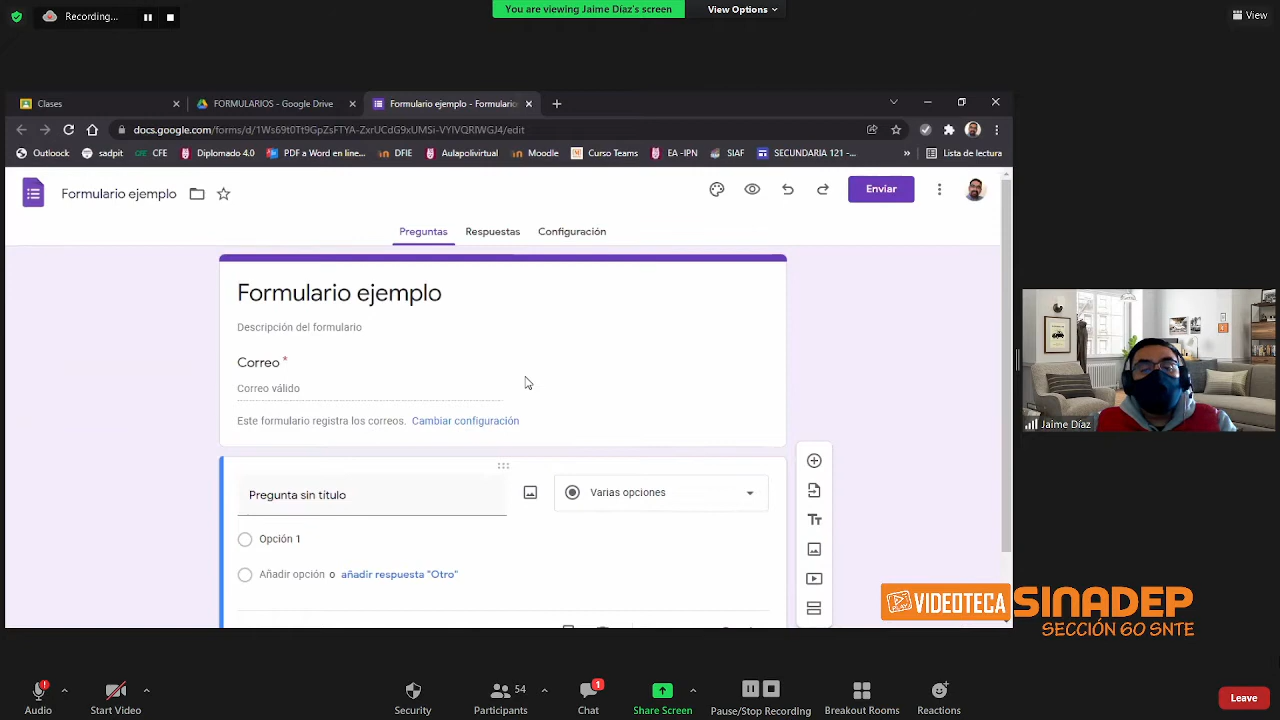 Recording...
You are viewing Jaime Díaz's screen
View Options
View
Clases
FORMULARIOS - Google Drive
Formulario ejemplo - Formulario
docs.google.com/forms/d/1Ws69t0Tt9GpZsFTYA-ZxrUCdG9xUMSi-VYIVQRIWGJ4/edit
Outloock
sadpit
CFE
Diplomado 4.0
PDF a Word en line...
DFIE
Aulapolivirtual
Moodle
Curso Teams
EA -IPN
SIAF
SECUNDARIA 121 -...
»
Lista de lectura
Formulario ejemplo
Enviar
Preguntas
Respuestas
Configuración
Formulario ejemplo
Descripción del formulario
Correo *
Correo válido
Este formulario registra los correos. Cambiar configuración
Pregunta sin título
Varias opciones
Opción 1
Añadir opción o añadir respuesta "Otro"
Tt
Jaime Díaz
VIDEOTECA
SINADEP
SECCIÓN 60 SNTE
Audio
Start Video
Security
54
Participants
1
Chat
Share Screen
Pause/Stop Recording
Breakout Rooms
Reactions
Leave